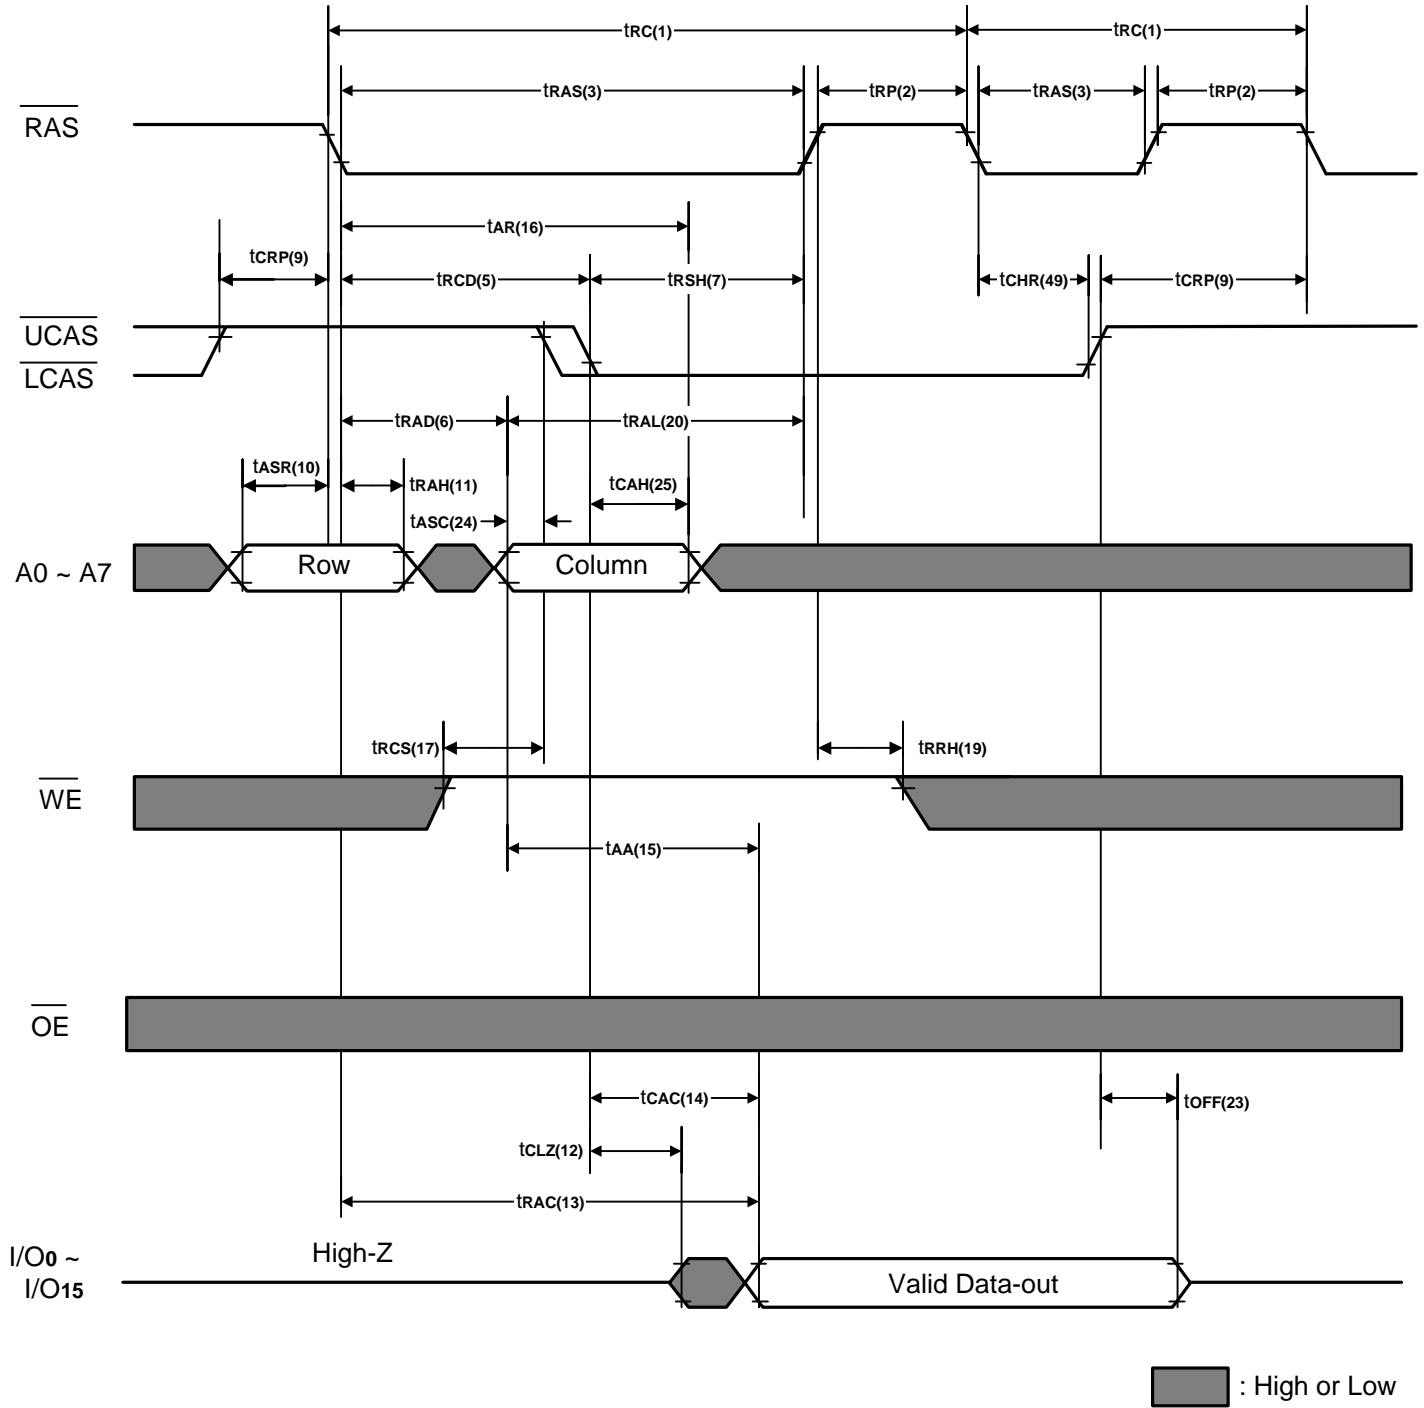 tRC(1) tRC(1)
tRAS(3) tRP(2) tRAS(3) tRP(2)
RAS
tAR(16)
tCRP(9) tRCD(5) tRSH(7) tCHR(49) tCRP(9)
UCAS
LCAS
tRAD(6) tRAL(20)
tASR(10) tRAH(11) tCAH(25)
tASC(24)
A0 ~ A7 Row Column
tRCS(17) tRRH(19)
WE
tAA(15)
OE
tCAC(14) tOFF(23)
tCLZ(12)
tRAC(13)
I/O0 ~ High-Z
I/O15 Valid Data-out
: High or Low